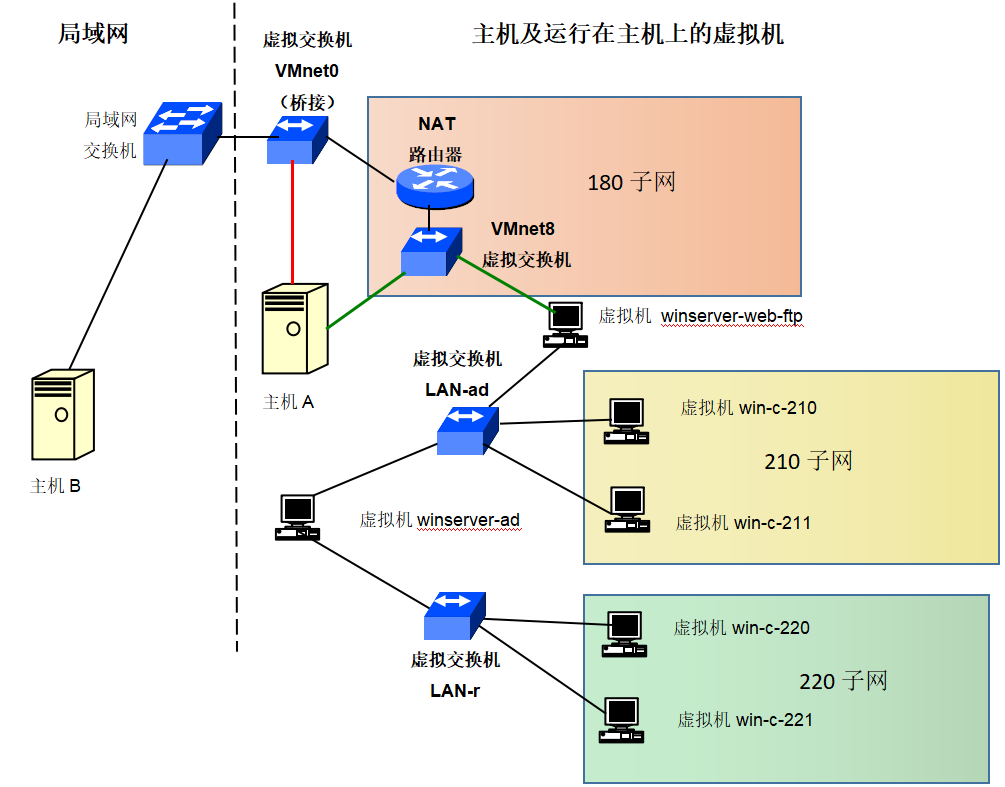 局域网
主机及运行在主机上的虚拟机
虚拟交换机
VMnet0
（桥接）
局域网
交换机
NAT
路由器
180 子网
VMnet8
虚拟交换机
虚拟机 winserver-web-ftp
虚拟交换机
LAN-ad
主机 A
虚拟机 win-c-210
210 子网
主机 B
虚拟机 winserver-ad
虚拟机 win-c-211
虚拟机 win-c-220
虚拟交换机
LAN-r
220 子网
虚拟机 win-c-221